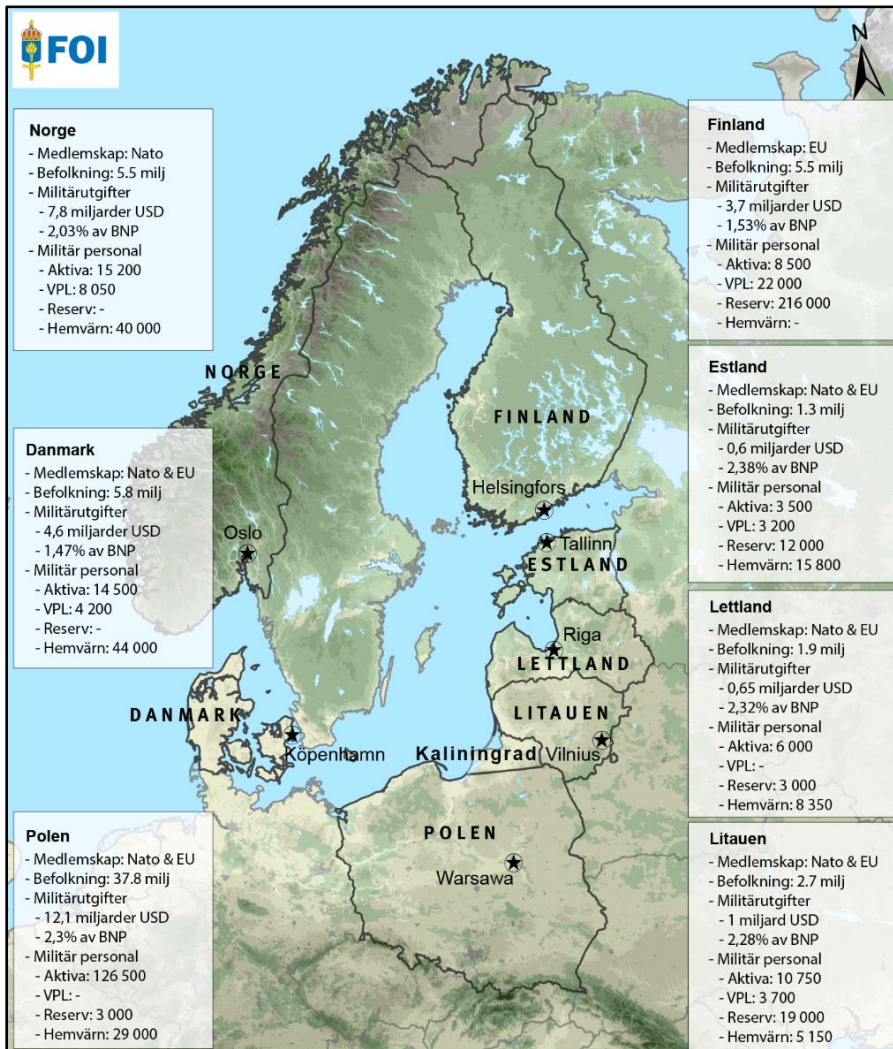 FOI
N
Norge
- Medlemskap: Nato
- Befolkning: 5.5 milj
- Militärutgifter
- 7,8 miljarder USD
- 2,03% av BNP
- Militär personal
- Aktiva: 15 200
- VPL: 8 050
- Reserv: -
- Hemvärn: 40 000
Danmark
- Medlemskap: Nato & EU
- Befolkning: 5.8 milj
- Militärutgifter
- 4,6 miljarder USD
- 1,47% av BNP
- Militär personal
- Aktiva: 14 500
- VPL: 4 200
- Reserv: -
- Hemvärn: 44 000
Polen
- Medlemskap: Nato & EU
- Befolkning: 37.8 milj
- Militärutgifter
- 12,1 miljarder USD
- 2,3% av BNP
- Militär personal
- Aktiva: 126 500
- VPL: -
- Reserv: 3 000
- Hemvärn: 29 000
NORGE
FINLAND
Helsingfors
Oslo
Tallinn
ESTLAND
Riga
LETTLAND
DANMARK
LITAUEN
Köpenhamn
Kaliningrad
Vilnius
POLEN
Warsawa
Finland
- Medlemskap: EU
- Befolkning: 5.5 milj
- Militärutgifter
- 3,7 miljarder USD
- 1,53% av BNP
- Militär personal
- Aktiva: 8 500
- VPL: 22 000
- Reserv: 216 000
- Hemvärn: -
Estland
- Medlemskap: Nato & EU
- Befolkning: 1.3 milj
- Militärutgifter
- 0,6 miljarder USD
- 2,38% av BNP
- Militär personal
- Aktiva: 3 500
- VPL: 3 200
- Reserv: 12 000
- Hemvärn: 15 800
Lettland
- Medlemskap: Nato & EU
- Befolkning: 1.9 milj
- Militärutgifter
- 0,65 miljarder USD
- 2,32% av BNP
- Militär personal
- Aktiva: 6 000
- VPL: -
- Reserv: 3 000
- Hemvärn: 8 350
Litauen
- Medlemskap: Nato & EU
- Befolkning: 2.7 milj
- Militärutgifter
- 1 miljard USD
- 2,28% av BNP
- Militär personal
- Aktiva: 10 750
- VPL: 3 700
- Reserv: 19 000
- Hemvärn: 5 150